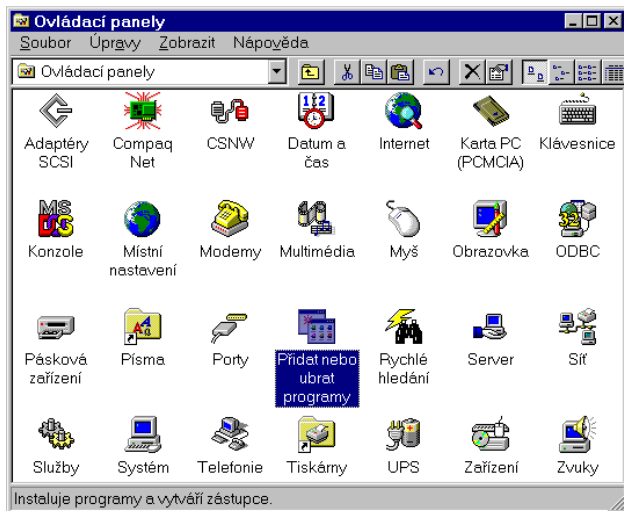 Ovládací panely
Soubor Úpravy Zobrazit Nápověda
Ovládací panely
Adaptéry SCSI
Compaq Net
CSNW
Datum a čas
Internet
Karta PC (PCMCIA)
Klávesnice
Konzole
Místní nastavení
Modemy
Multimédia
Myš
Obrazovka
ODBC
Pásková zařízení
Písma
Porty
Přidat nebo ubrat programy
Rychlé hledání
Server
Síť
Služby
Systém
Telefonie
Tiskárny
UPS
Zařízení
Zvuky
Instaluje programy a vytváří zástupce.